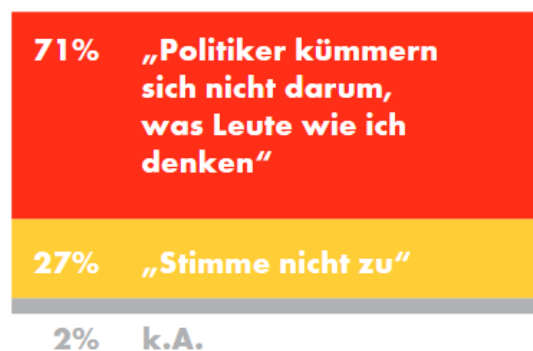 71% „Politiker kümmern
sich nicht darum,
was Leute wie ich
denken“
27% „Stimme nicht zu“
2% k.A.